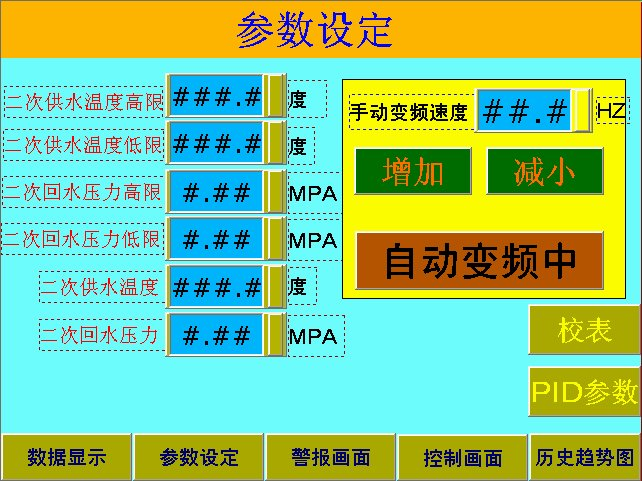 参数设定
二次供水温度高限 ###.# 度
二次供水温度低限 ###.# 度
二次回水压力高限 #.## MPA
二次回水压力低限 #.## MPA
二次供水温度 ###.# 度
二次回水压力 #.## MPA
手动变频速度 ##.# HZ
增加 减小
自动变频中
校表
PID参数
数据显示 参数设定 警报画面 控制画面 历史趋势图